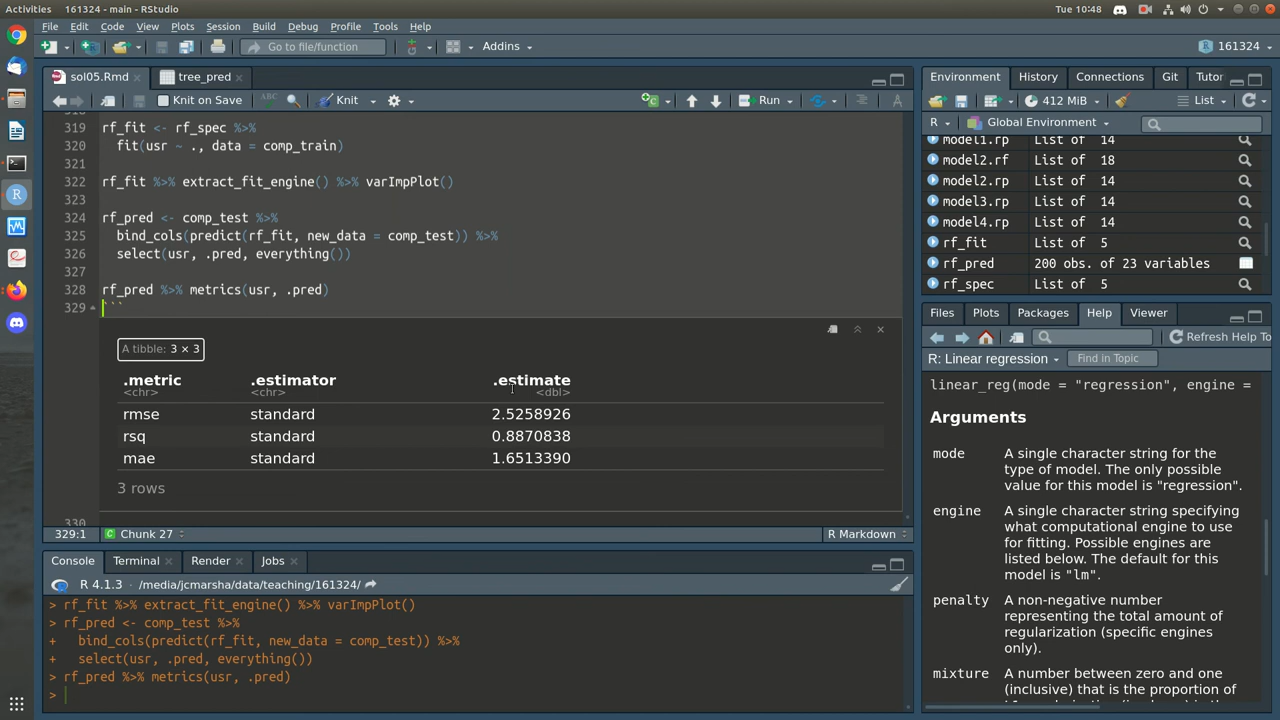 Activities
161324 - main - RStudio
Tue 10:48
File Edit Code View Plots Session Build Debug Profile Tools Help
Go to file/function
Addins
161324
sol05.Rmd
tree_pred
Knit on Save
ABC
Knit
Run
319 rf_fit <- rf_spec %>%
320 fit(usr ~ ., data = comp_train)
321
322 rf_fit %>% extract_fit_engine() %>% varImpPlot()
323
324 rf_pred <- comp_test %>%
325 bind_cols(predict(rf_fit, new_data = comp_test)) %>%
326 select(usr, .pred, everything())
327
328 rf_pred %>% metrics(usr, .pred)
329 ```
A tibble: 3 × 3
.metric .estimator .estimate
<chr> <chr> <dbl>
rmse standard 2.5258926
rsq standard 0.8870838
mae standard 1.6513390
3 rows
330
329:1
Chunk 27
R Markdown
Console Terminal Render Jobs
R 4.1.3 · /media/jcmarsha/data/teaching/161324/
> rf_fit %>% extract_fit_engine() %>% varImpPlot()
> rf_pred <- comp_test %>%
+ bind_cols(predict(rf_fit, new_data = comp_test)) %>%
+ select(usr, .pred, everything())
> rf_pred %>% metrics(usr, .pred)
>
Environment History Connections Git Tutor
412 MiB
List
R
Global Environment
model1.rp List of 14
model2.rf List of 18
model2.rp List of 14
model3.rp List of 14
model4.rp List of 14
rf_fit List of 5
rf_pred 200 obs. of 23 variables
rf_spec List of 5
Files Plots Packages Help Viewer
Refresh Help To
R: Linear regression
Find in Topic
linear_reg(mode = "regression", engine =
Arguments
mode A single character string for the
type of model. The only possible
value for this model is "regression".
engine A single character string specifying
what computational engine to use
for fitting. Possible engines are
listed below. The default for this
model is "lm".
penalty A non-negative number
representing the total amount of
regularization (specific engines
only).
mixture A number between zero and one
(inclusive) that is the proportion of